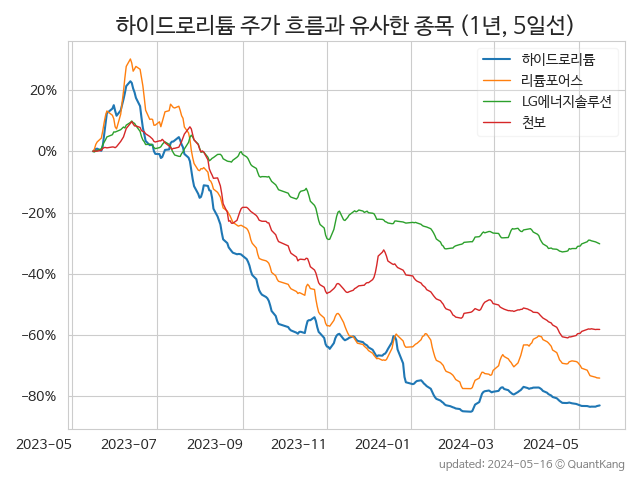 하이드로리튬 주가 흐름과 유사한 종목 (1년, 5일선)
하이드로리튬
리튬포어스
LG에너지솔루션
천보
20%
0%
−20%
−40%
−60%
−80%
2023-05
2023-07
2023-09
2023-11
2024-01
2024-03
2024-05
updated: 2024-05-16 © QuantKang